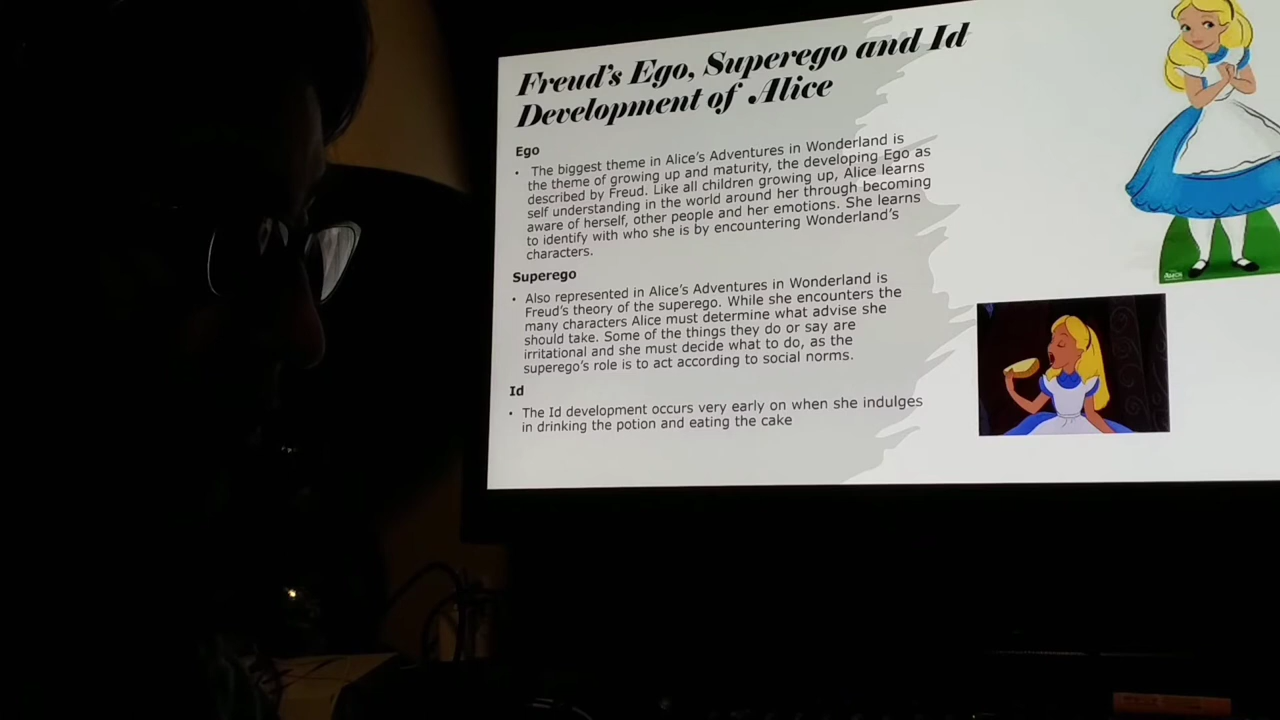 Freud's Ego, Superego and Id
Development of Alice
Ego
• The biggest theme in Alice's Adventures in Wonderland is
the theme of growing up and maturity, the developing Ego as
described by Freud. Like all children growing up, Alice learns
self understanding in the world around her through becoming
aware of herself, other people and her emotions. She learns
to identify with who she is by encountering Wonderland's
characters.
Superego
• Also represented in Alice's Adventures in Wonderland is
Freud's theory of the superego. While she encounters the
many characters Alice must determine what advise she
should take. Some of the things they do or say are
irritational and she must decide what to do, as the
superego's role is to act according to social norms.
Id
• The Id development occurs very early on when she indulges
in drinking the potion and eating the cake